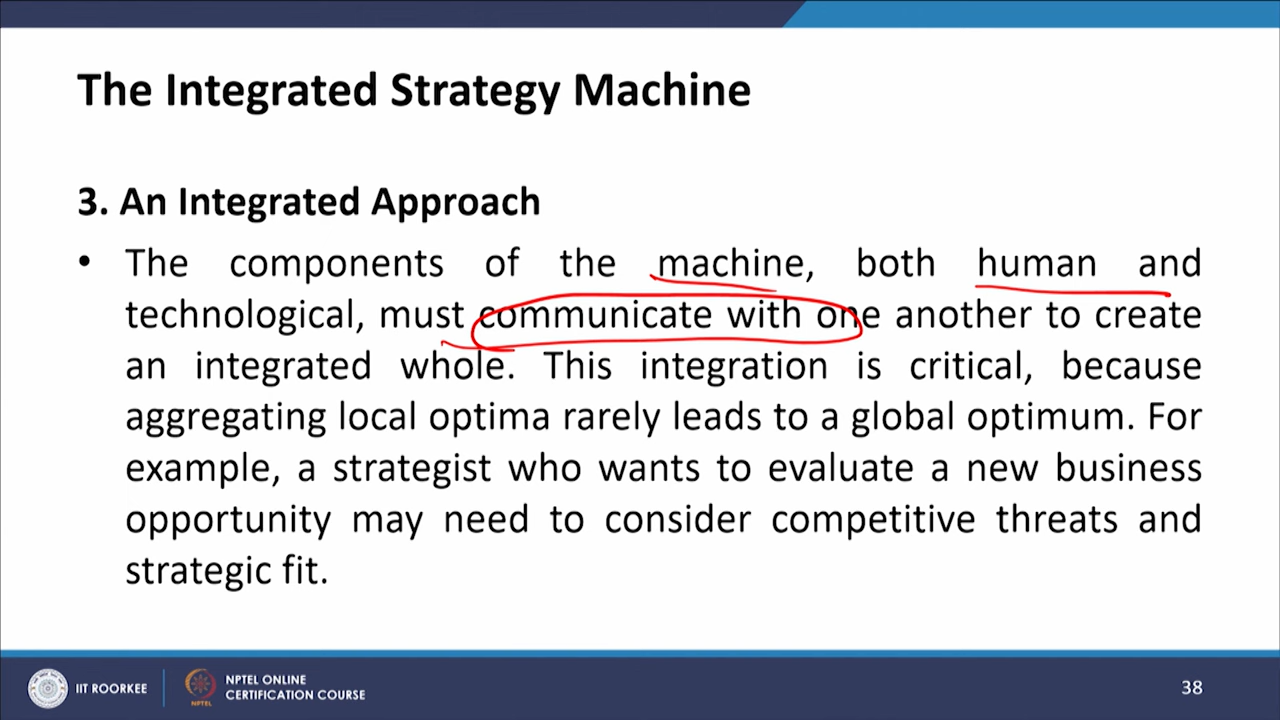 The Integrated Strategy Machine
3. An Integrated Approach
• The components of the machine, both human and
technological, must communicate with one another to create
an integrated whole. This integration is critical, because
aggregating local optima rarely leads to a global optimum. For
example, a strategist who wants to evaluate a new business
opportunity may need to consider competitive threats and
strategic fit.
IIT ROORKEE
NPTEL
NPTEL ONLINE
CERTIFICATION COURSE
38